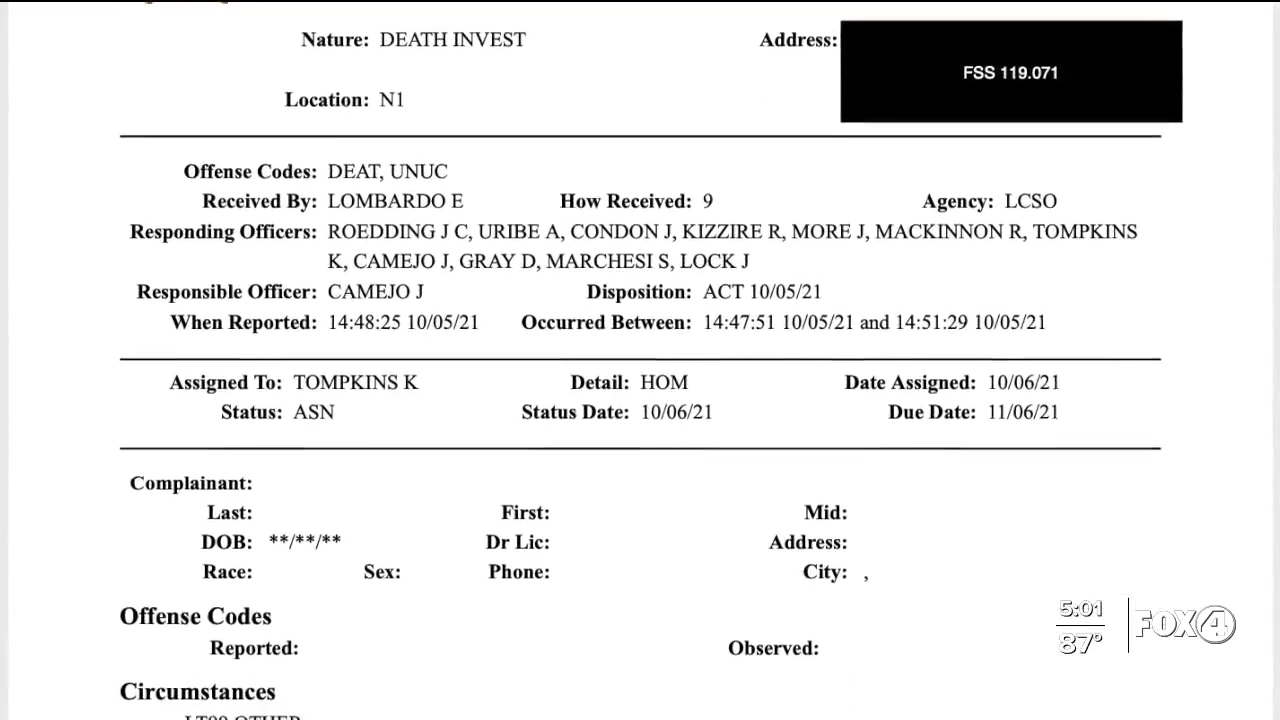 Nature: DEATH INVEST Address: FSS 119.071
Location: N1
Offense Codes: DEAT, UNUC
Received By: LOMBARDO E How Received: 9 Agency: LCSO
Responding Officers: ROEDDING J C, URIBE A, CONDON J, KIZZIRE R, MORE J, MACKINNON R, TOMPKINS
K, CAMEJO J, GRAY D, MARCHESI S, LOCK J
Responsible Officer: CAMEJO J Disposition: ACT 10/05/21
When Reported: 14:48:25 10/05/21 Occurred Between: 14:47:51 10/05/21 and 14:51:29 10/05/21
Assigned To: TOMPKINS K Detail: HOM Date Assigned: 10/06/21
Status: ASN Status Date: 10/06/21 Due Date: 11/06/21
Complainant:
Last: First: Mid:
DOB: **/**/** Dr Lic: Address:
Race: Sex: Phone: City: ,
Offense Codes
Reported: Observed:
Circumstances
5:01
87°
FOX 4